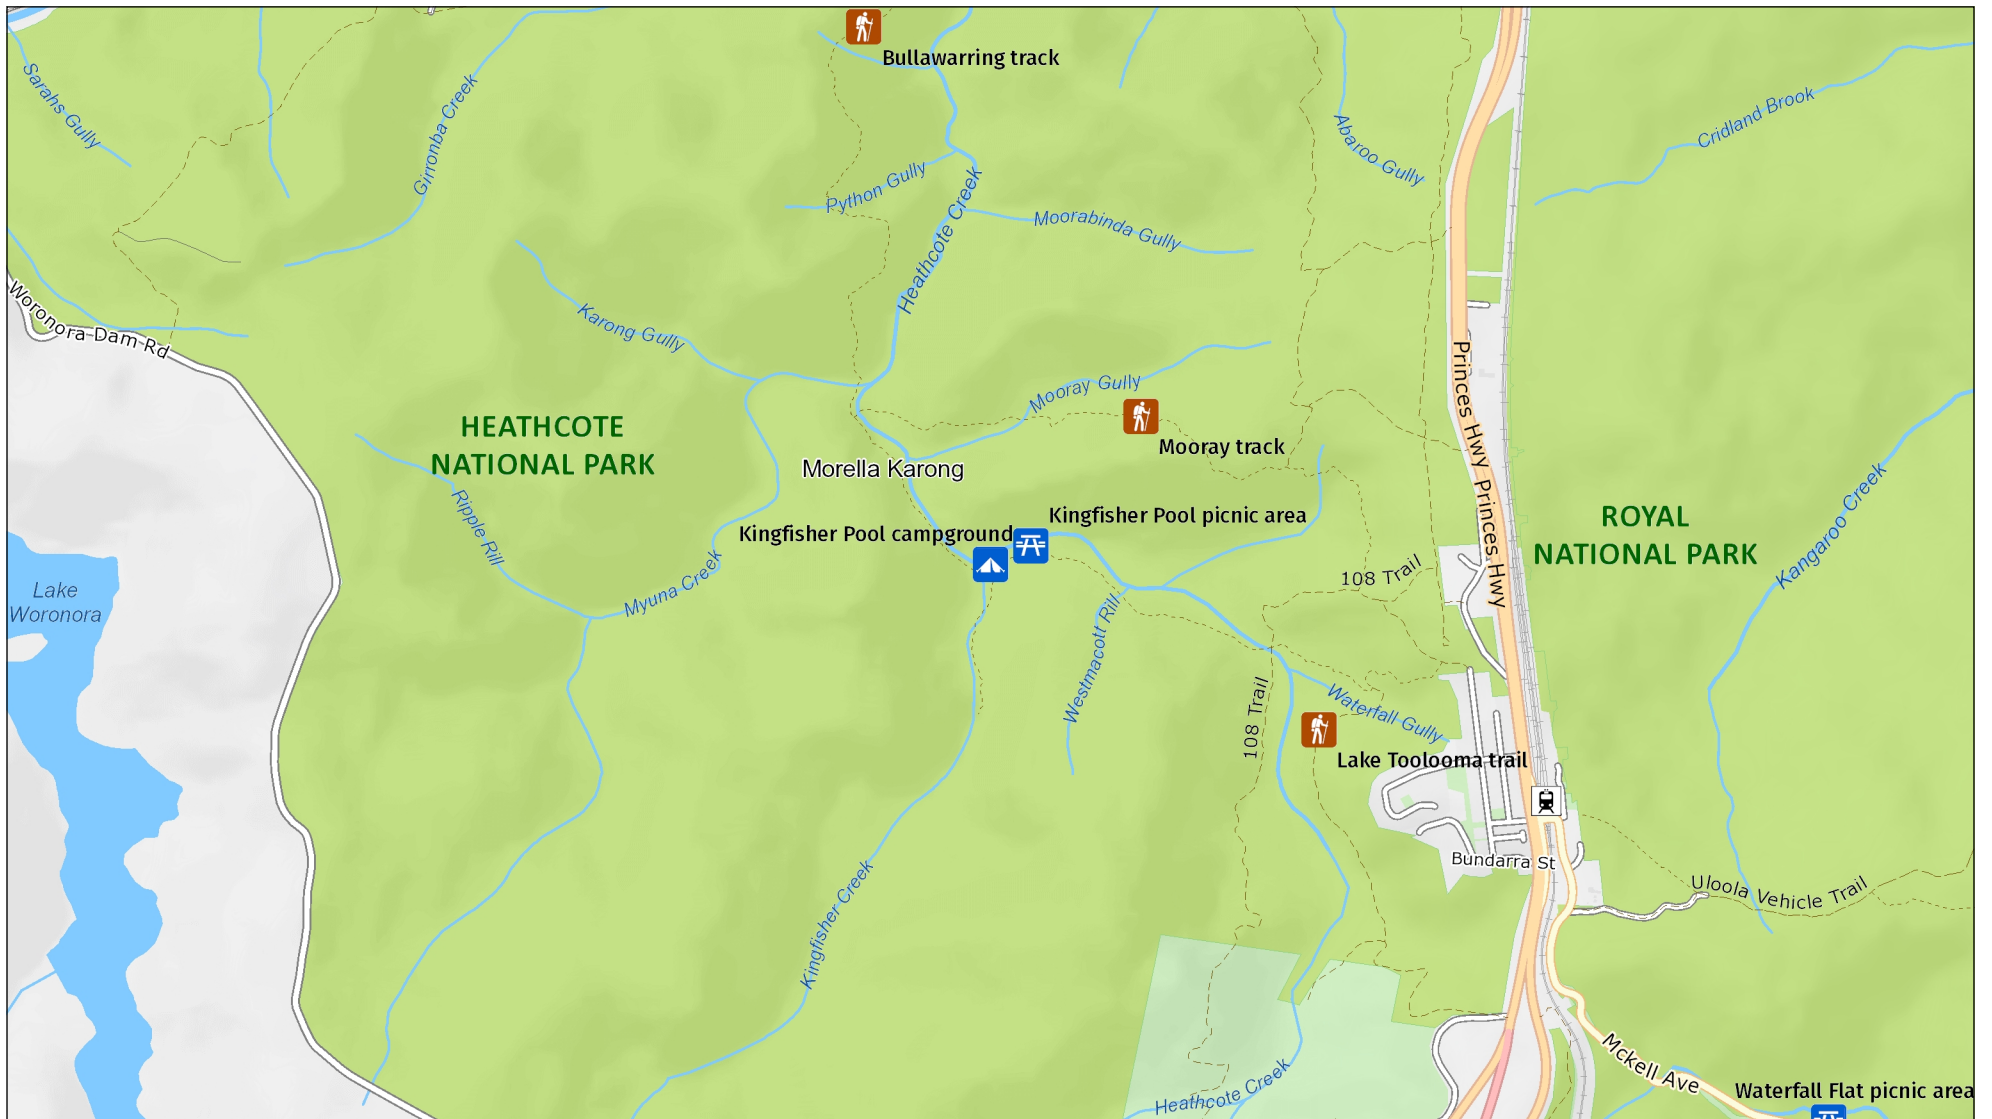 Bullawarring track
Sarahs Gully
Girronba Creek
Cridland Brook
Abaroo Gully
Python Gully
Heathcote Creek
Moorabinda Gully
Woronora Dam Rd
Karong Gully
Princes Hwy
Mooray Gully
HEATHCOTE
NATIONAL PARK
Mooray track
Morella Karong
Princes Hwy
Ripple Rill
Kingfisher Pool picnic area
Kingfisher Pool campground
ROYAL
NATIONAL PARK
Kangaroo Creek
Lake
Woronora
Myuna Creek
108 Trail
Westmacott Rill
108 Trail
Waterfall Gully
Lake Toolooma trail
Bundarra St
Uloola Vehicle Trail
Kingfisher Creek
Mckell Ave
Heathcote Creek
Waterfall Flat picnic area